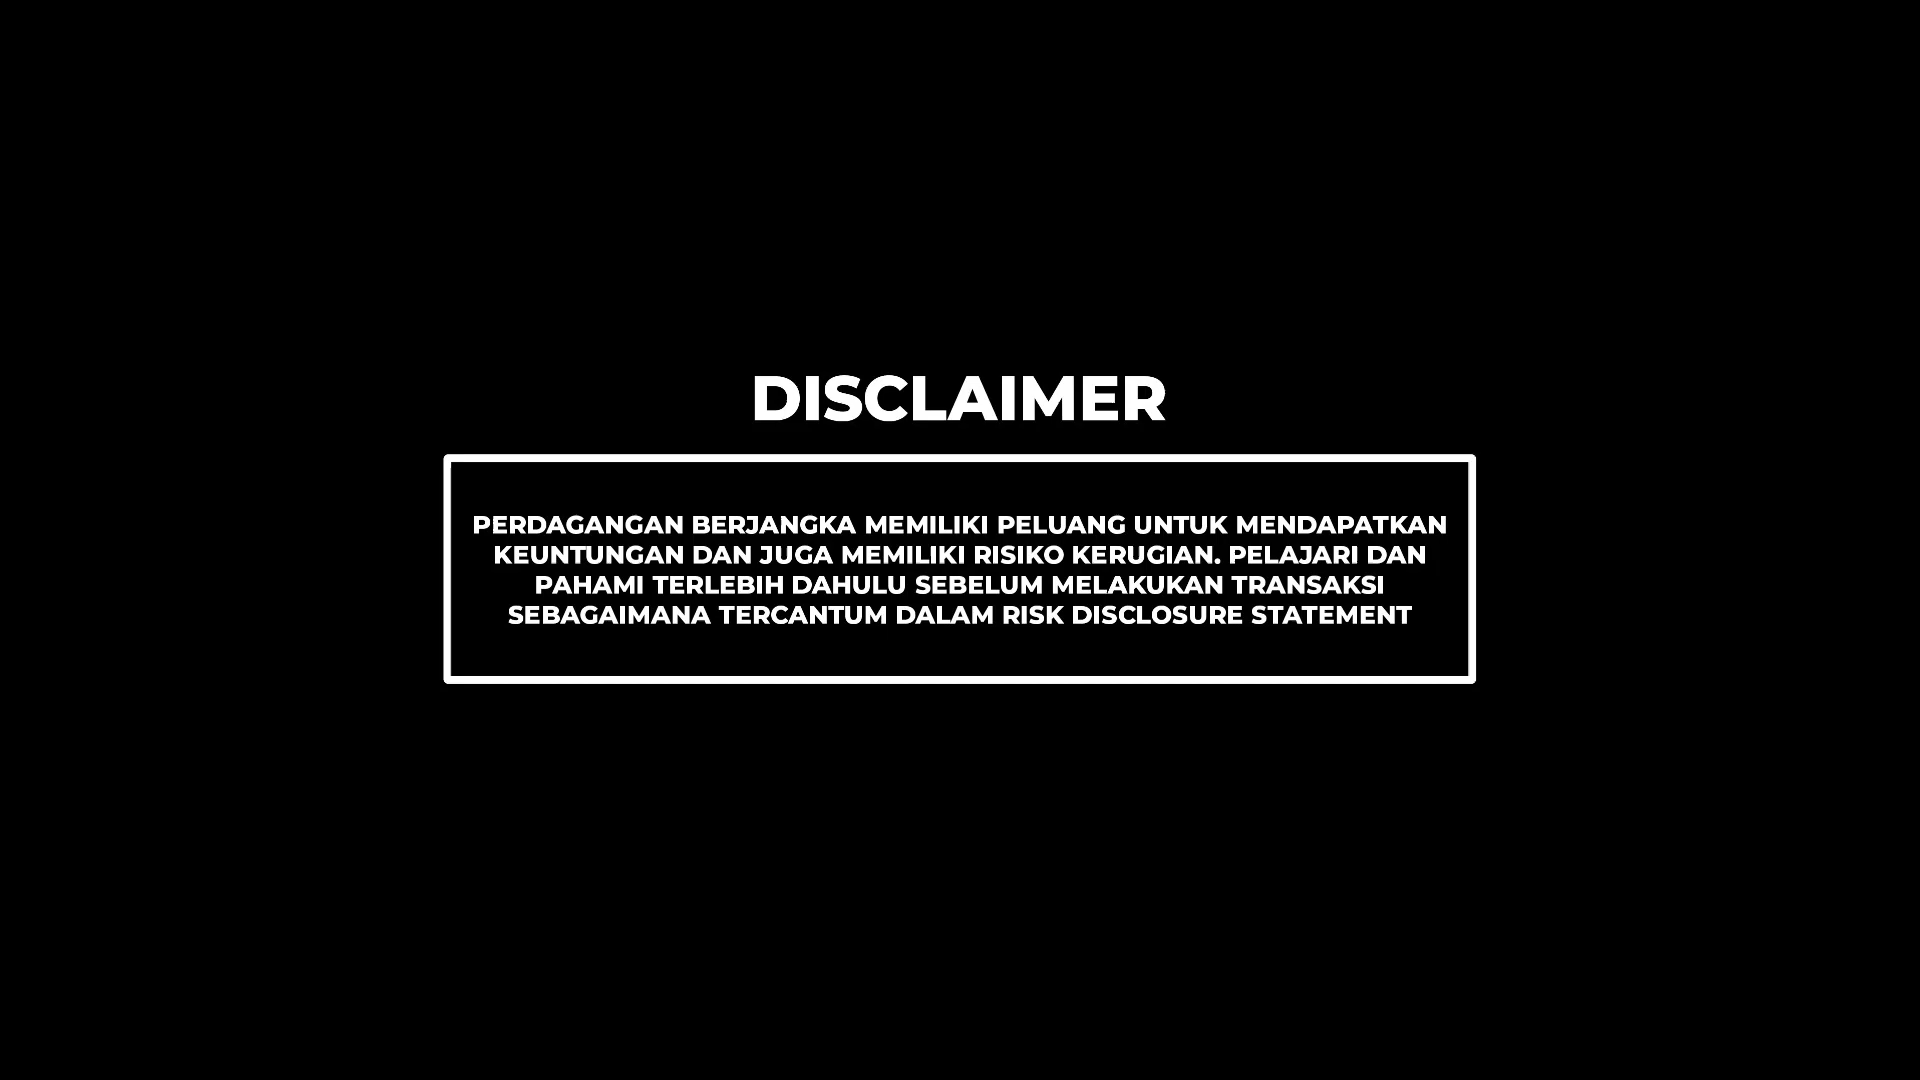 DISCLAIMER
PERDAGANGAN BERJANGKA MEMILIKI PELUANG UNTUK MENDAPATKAN
KEUNTUNGAN DAN JUGA MEMILIKI RISIKO KERUGIAN. PELAJARI DAN
PAHAMI TERLEBIH DAHULU SEBELUM MELAKUKAN TRANSAKSI
SEBAGAIMANA TERCANTUM DALAM RISK DISCLOSURE STATEMENT